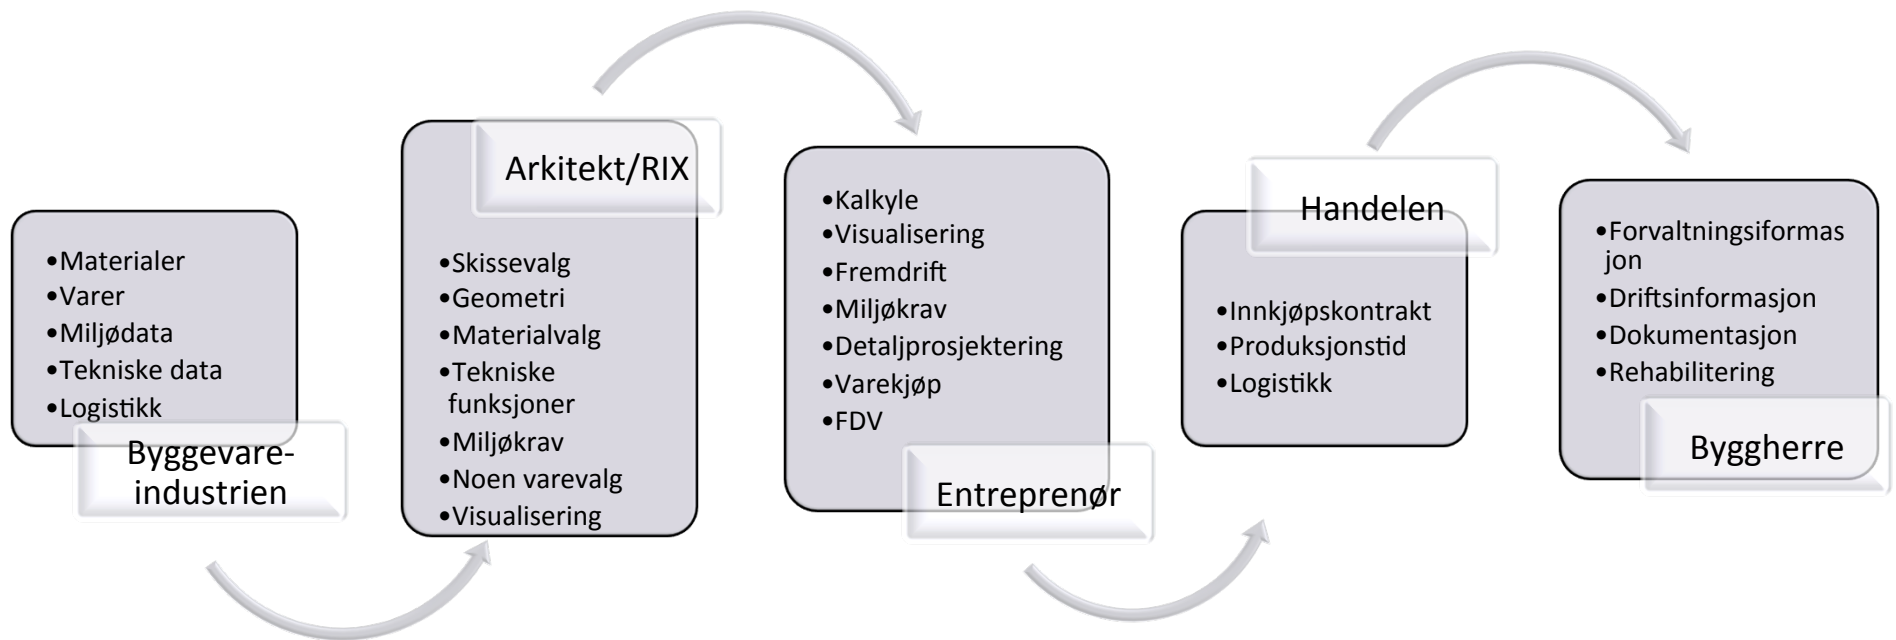 •Materialer
•Varer
•Miljødata
•Tekniske data
•Logistikk
Byggevare-
industrien
Arkitekt/RIX
•Skissevalg
•Geometri
•Materialvalg
•Tekniske
funksjoner
•Miljøkrav
•Noen varevalg
•Visualisering
•Kalkyle
•Visualisering
•Fremdrift
•Miljøkrav
•Detaljprosjektering
•Varekjøp
•FDV
Entreprenør
Handelen
•Innkjøpskontrakt
•Produksjonstid
•Logistikk
•Forvaltningsiformas
jon
•Driftsinformasjon
•Dokumentasjon
•Rehabilitering
Byggherre